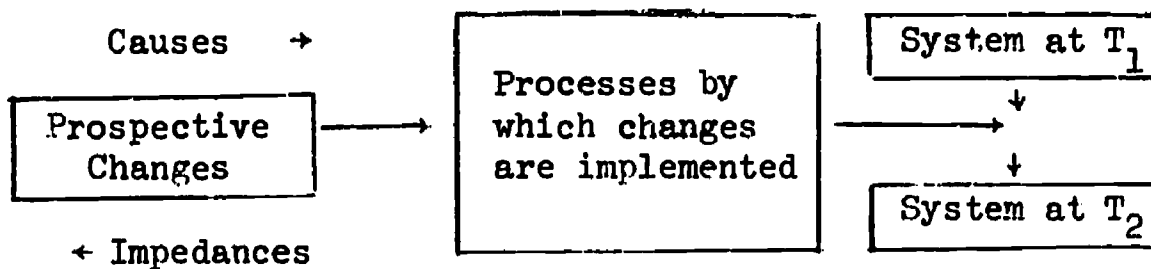 Causes →
Prospective
Changes
← Impedances
Processes by
which changes
are implemented
System at T1
System at T2